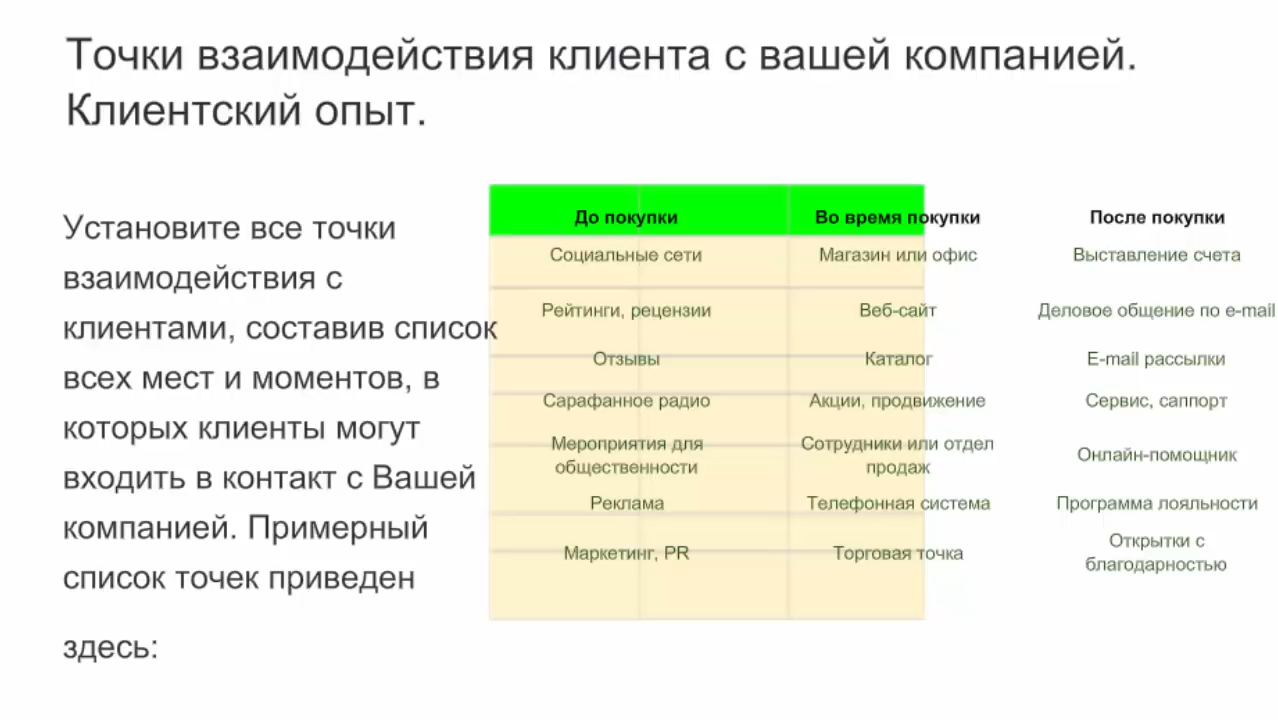 Точки взаимодействия клиента с вашей компанией.
Клиентский опыт.
Установите все точки
взаимодействия с
клиентами, составив список
всех мест и моментов, в
которых клиенты могут
входить в контакт с Вашей
компанией. Примерный
список точек приведен
здесь:
До покупки Во время покупки После покупки
Социальные сети Магазин или офис Выставление счета
Рейтинги, рецензии Веб-сайт Деловое общение по e-mail
Отзывы Каталог E-mail рассылки
Сарафанное радио Акции, продвижение Сервис, саппорт
Мероприятия для
общественности
Сотрудники или отдел
продаж
Онлайн-помощник
Реклама Телефонная система Программа лояльности
Маркетинг, PR Торговая точка
Открытки с
благодарностью